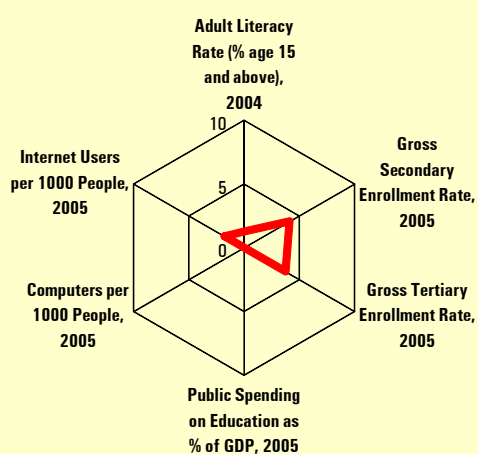 Adult Literacy
Rate (% age 15
and above),
2004
10
5
0
Gross
Secondary
Enrollment Rate,
2005
Gross Tertiary
Enrollment Rate,
2005
Public Spending
on Education as
% of GDP, 2005
Computers per
1000 People,
2005
Internet Users
per 1000 People,
2005